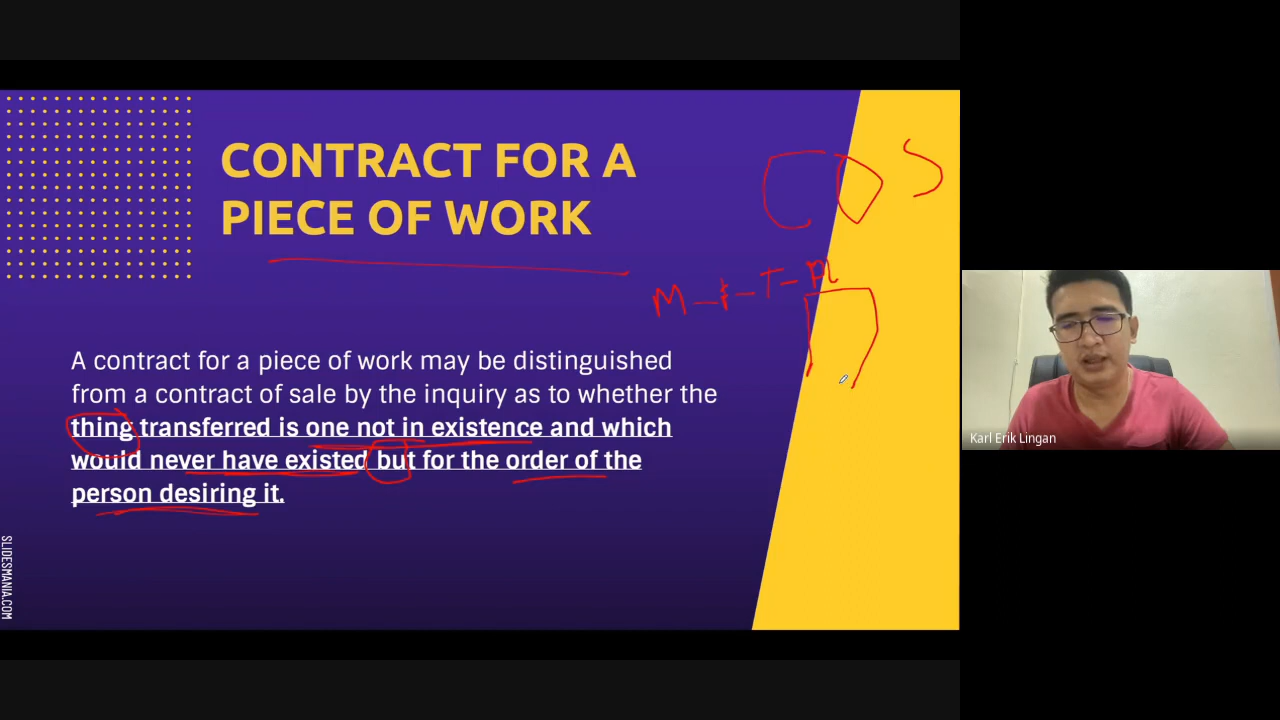 CONTRACT FOR A
PIECE OF WORK
C O S
A contract for a piece of work may be distinguished
from a contract of sale by the inquiry as to whether the
thing transferred is one not in existence and which
would never have existed but for the order of the
person desiring it.
SLIDESMANIA.COM
Karl Erik Lingan